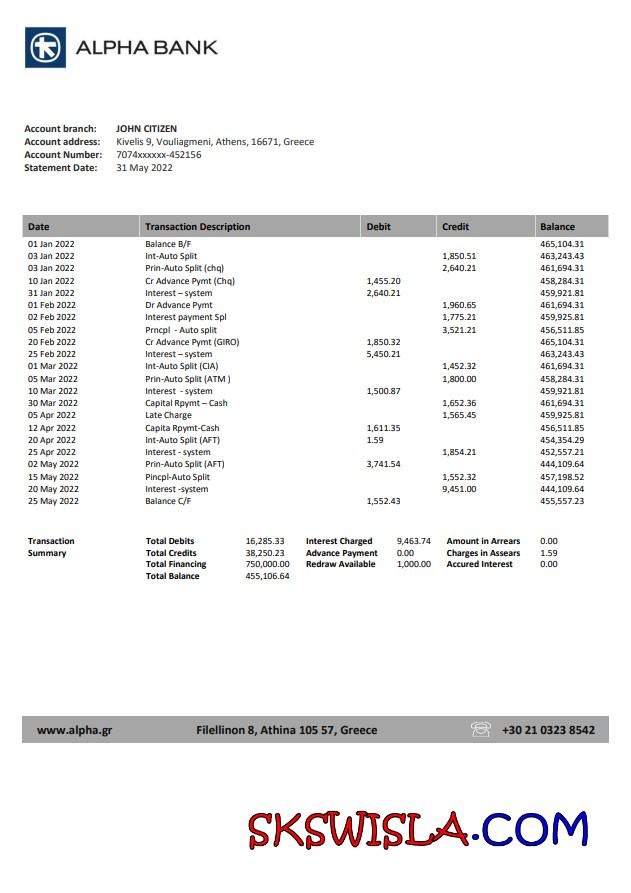 ALPHA BANK
Account branch: JOHN CITIZEN
Account address: Kivelis 9, Vouliagmeni, Athens, 16671, Greece
Account Number: 7074xxxxxx-452156
Statement Date: 31 May 2022
Date Transaction Description Debit Credit Balance
01 Jan 2022 Balance B/F 465,104.31
03 Jan 2022 Int-Auto Split 1,850.51 463,243.43
03 Jan 2022 Prin-Auto Split (chq) 2,640.21 461,694.31
10 Jan 2022 Cr Advance Pymt (Chq) 1,455.20 458,284.31
31 Jan 2022 Interest – system 2,640.21 459,921.81
01 Feb 2022 Dr Advance Pymt 1,960.65 461,694.31
02 Feb 2022 Interest payment Spl 1,775.21 459,925.81
05 Feb 2022 Prncpl - Auto split 3,521.21 456,511.85
20 Feb 2022 Cr Advance Pymt (GIRO) 1,850.32 465,104.31
25 Feb 2022 Interest – system 5,450.21 463,243.43
01 Mar 2022 Int-Auto Split (CIA) 1,452.32 461,694.31
05 Mar 2022 Prin-Auto Split (ATM ) 1,800.00 458,284.31
10 Mar 2022 Interest - system 1,500.87 459,921.81
30 Mar 2022 Capital Rpymt – Cash 1,652.36 461,694.31
05 Apr 2022 Late Charge 1,565.45 459,925.81
12 Apr 2022 Capita Rpymt-Cash 1,611.35 456,511.85
20 Apr 2022 Int-Auto Split (AFT) 1.59 454,354.29
25 Apr 2022 Interest - system 1,854.21 452,557.21
02 May 2022 Prin-Auto Split (AFT) 3,741.54 444,109.64
15 May 2022 Pincpl-Auto Split 1,552.32 457,198.52
20 May 2022 Interest -system 9,451.00 444,109.64
25 May 2022 Balance C/F 1,552.43 455,557.23
Transaction Total Debits 16,285.33 Interest Charged 9,463.74 Amount in Arrears 0.00
Summary Total Credits 38,250.23 Advance Payment 0.00 Charges in Assears 1.59
Total Financing 750,000.00 Redraw Available 1,000.00 Accured Interest 0.00
Total Balance 455,106.64
www.alpha.gr Filellinon 8, Athina 105 57, Greece +30 21 0323 8542
SKSWISLA.COM